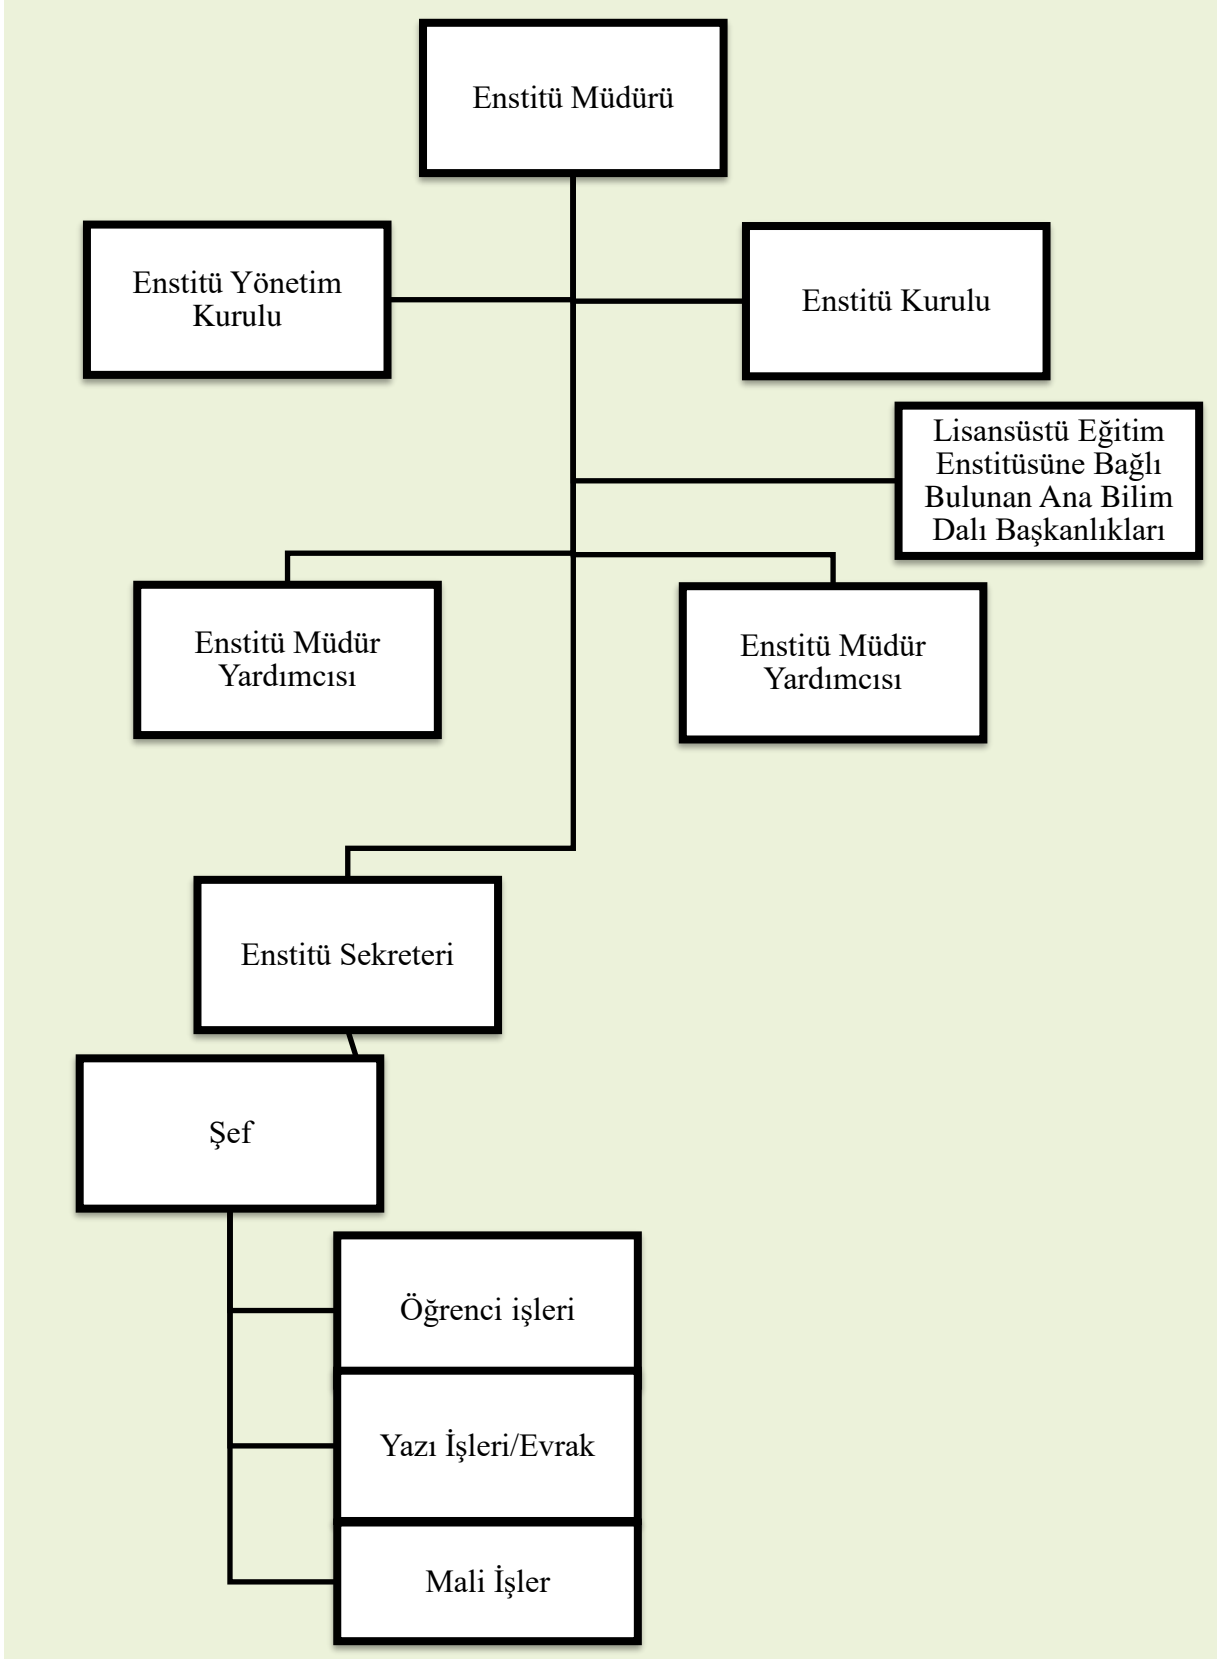 Enstitü Müdürü
Enstitü Yönetim
Kurulu
Enstitü Kurulu
Lisansüstü Eğitim
Enstitüsüne Bağlı
Bulunan Ana Bilim
Dalı Başkanlıkları
Enstitü Müdür
Yardımcısı
Enstitü Müdür
Yardımcısı
Enstitü Sekreteri
Şef
Öğrenci işleri
Yazı İşleri/Evrak
Mali İşler